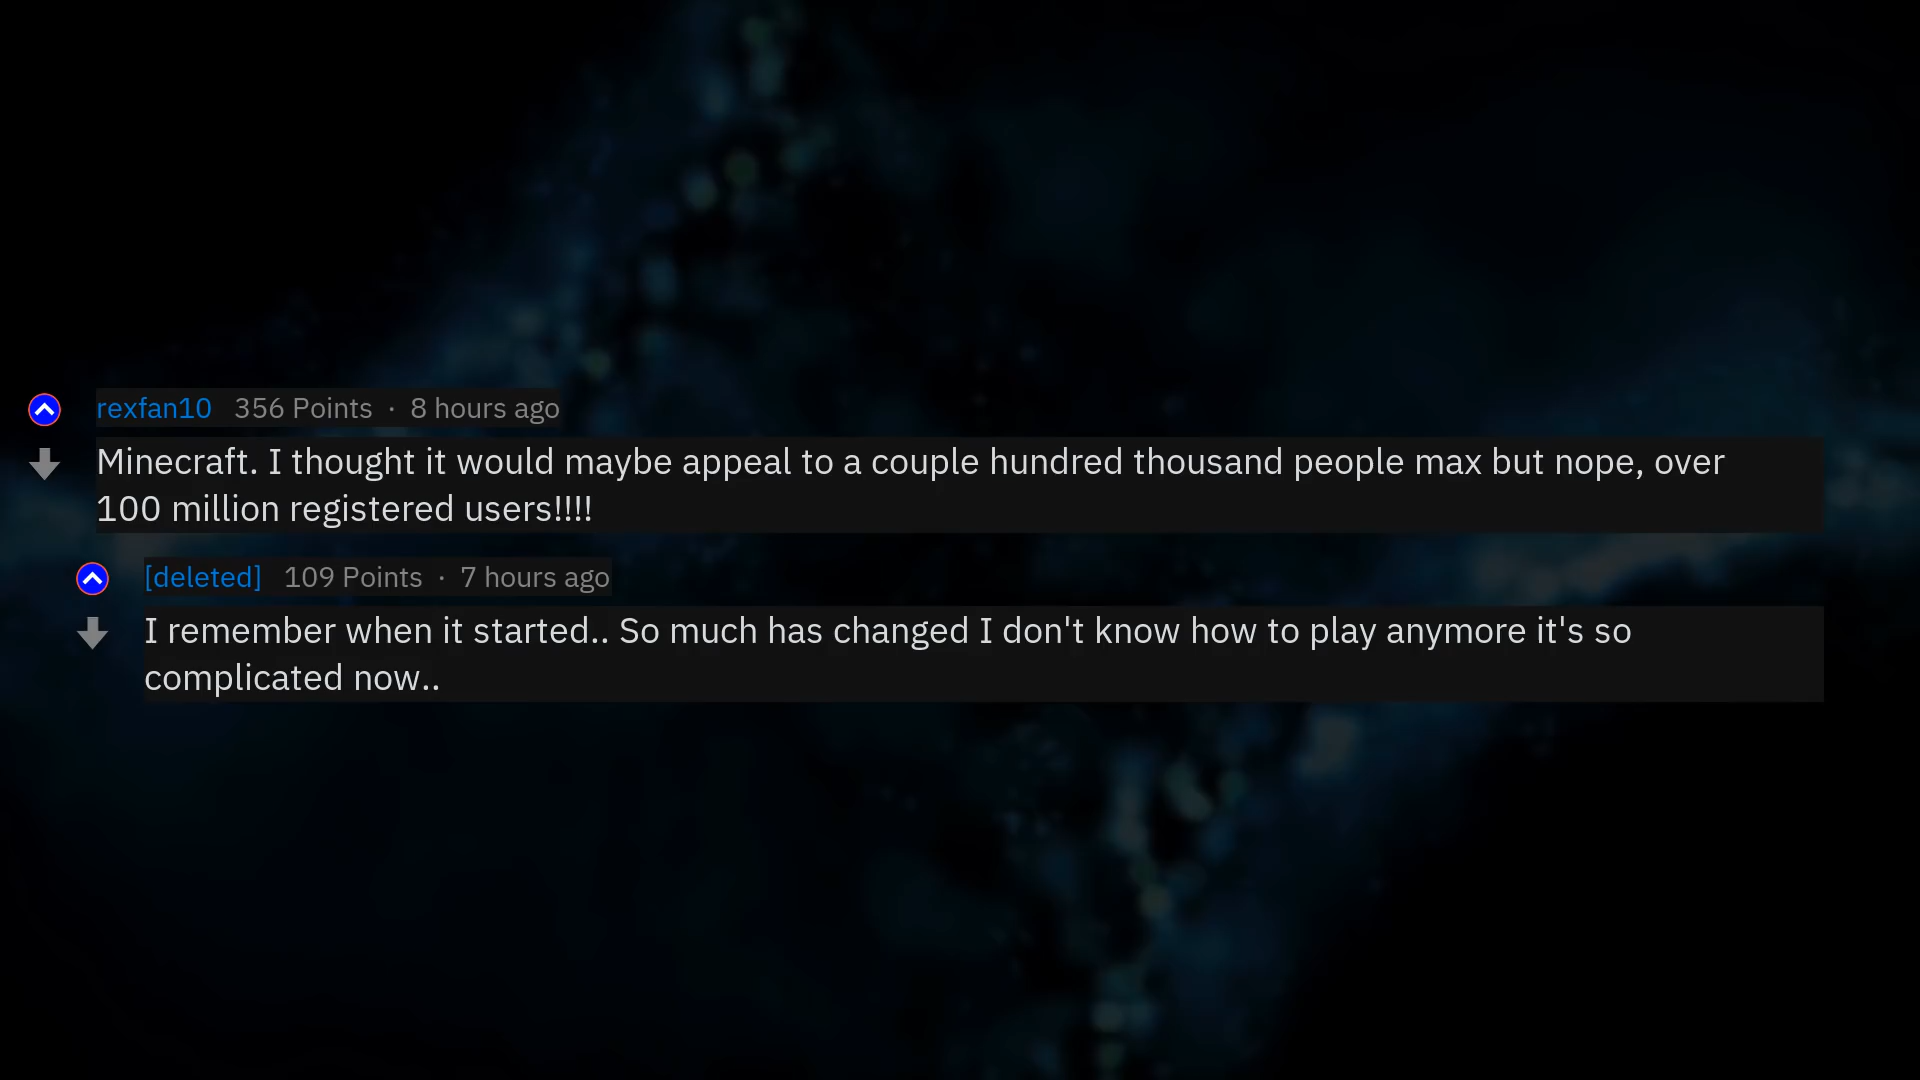 rexfan10 356 Points · 8 hours ago
Minecraft. I thought it would maybe appeal to a couple hundred thousand people max but nope, over
100 million registered users!!!!
[deleted] 109 Points · 7 hours ago
I remember when it started.. So much has changed I don't know how to play anymore it's so
complicated now..